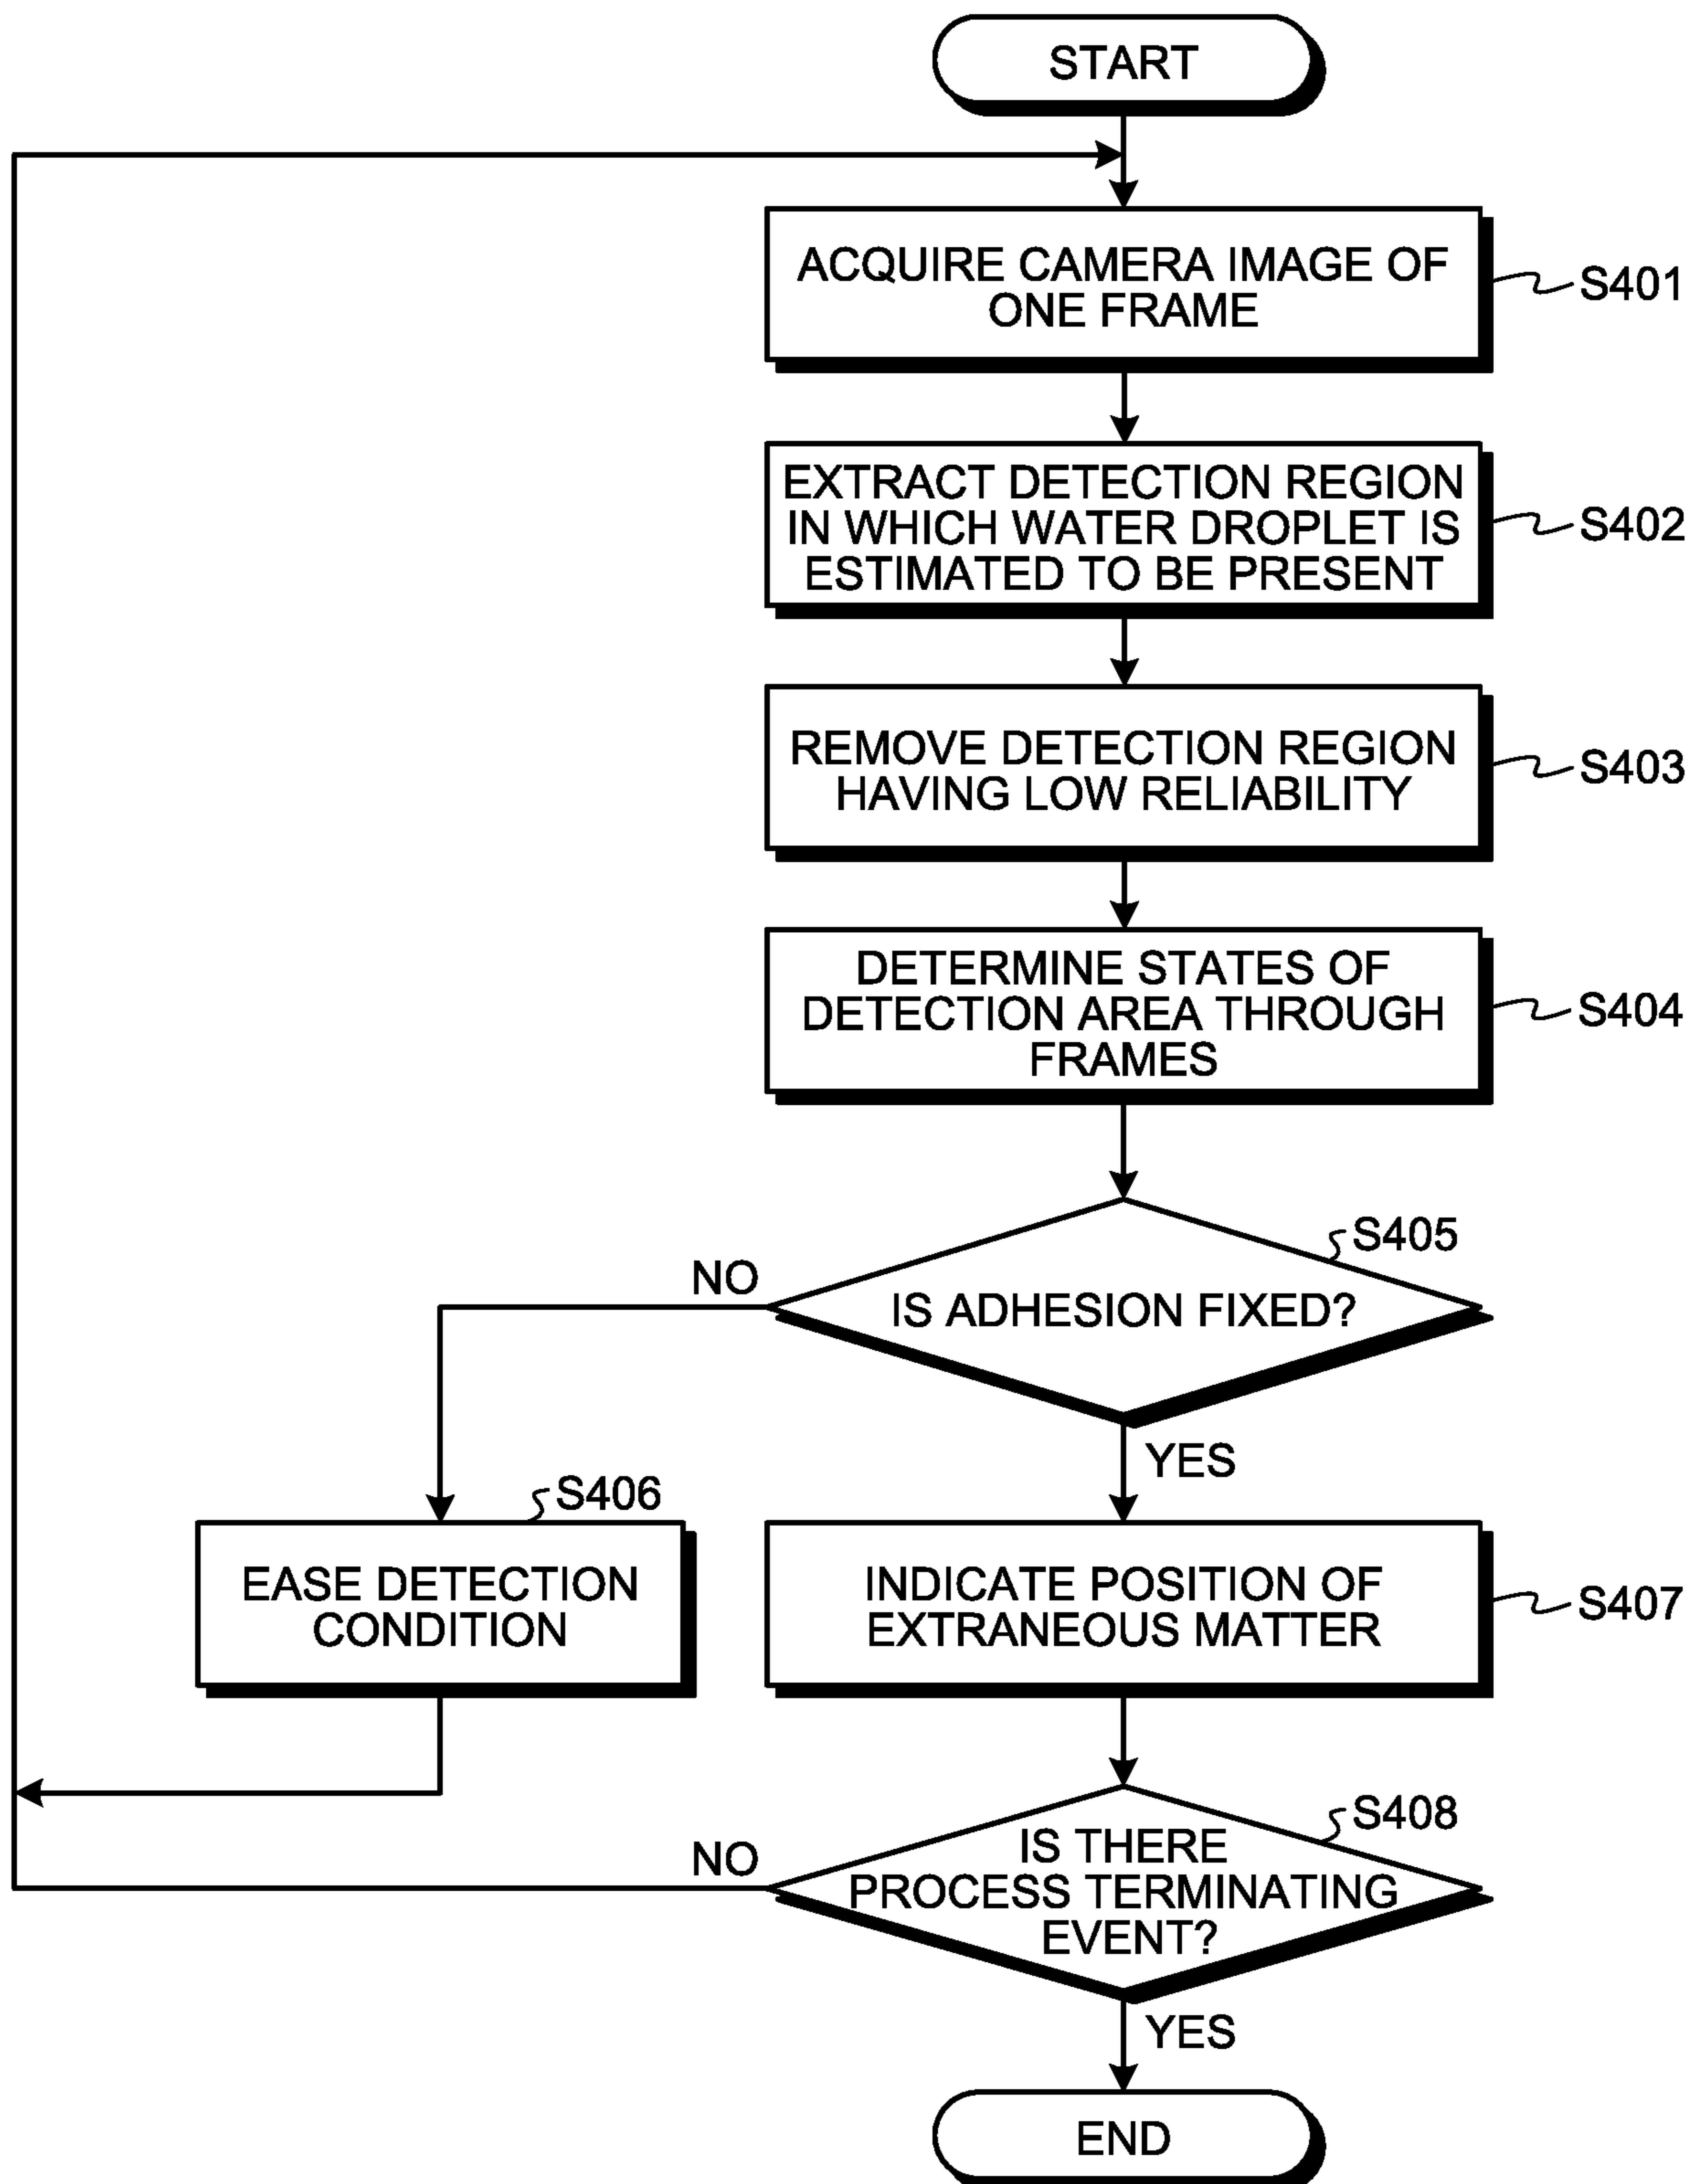 START
ACQUIRE CAMERA IMAGE OF
ONE FRAME
S401
EXTRACT DETECTION REGION
IN WHICH WATER DROPLET IS
ESTIMATED TO BE PRESENT
S402
REMOVE DETECTION REGION
HAVING LOW RELIABILITY
S403
DETERMINE STATES OF
DETECTION AREA THROUGH
FRAMES
S404
S405
NO
IS ADHESION FIXED?
YES
S406
EASE DETECTION
CONDITION
INDICATE POSITION OF
EXTRANEOUS MATTER
S407
S408
NO
IS THERE
PROCESS TERMINATING
EVENT?
YES
END